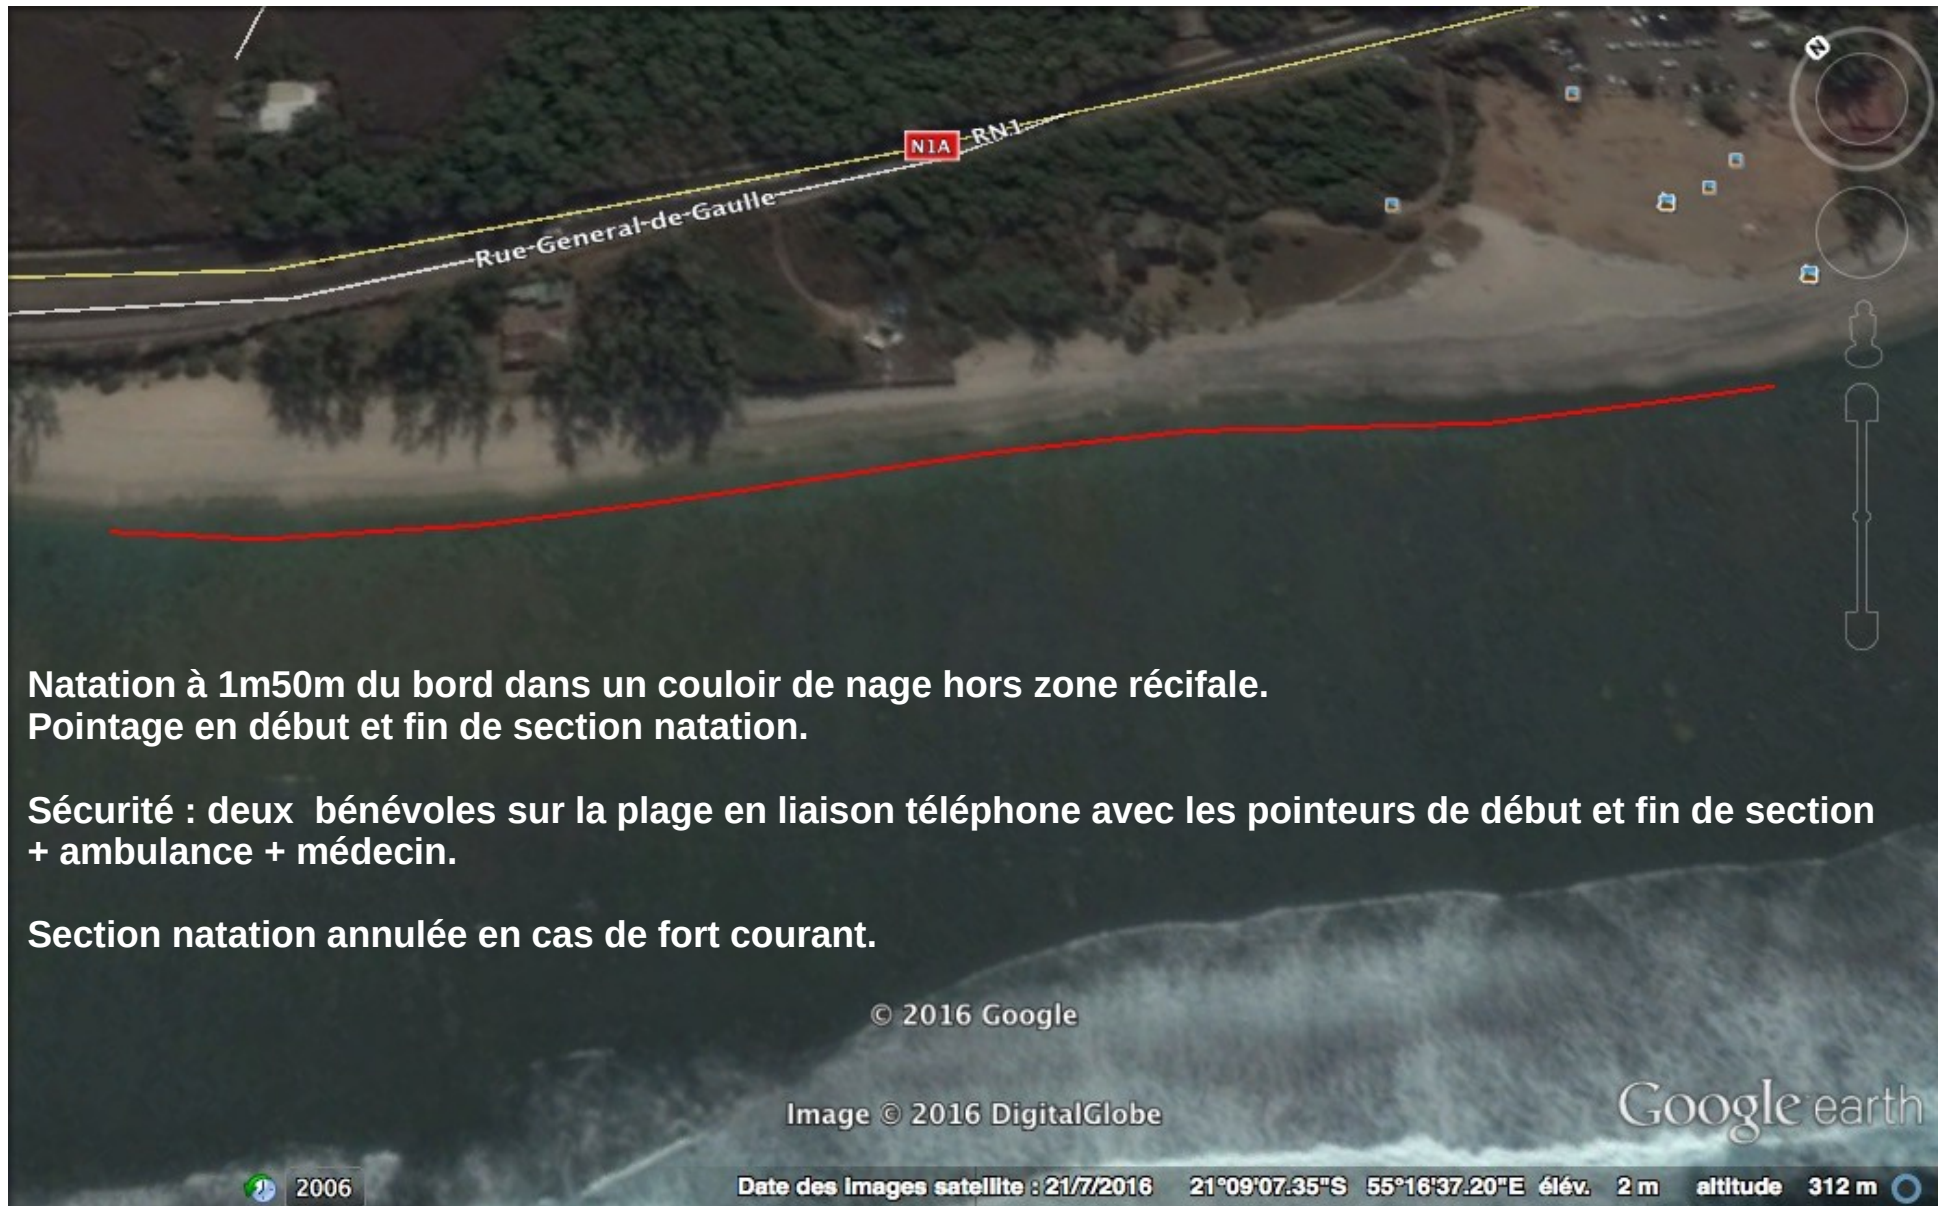 N
N1A
RN1
Rue General de Gaulle
Natation à 1m50m du bord dans un couloir de nage hors zone récifale.
Pointage en début et fin de section natation.
Sécurité : deux  bénévoles sur la plage en liaison téléphone avec les pointeurs de début et fin de section
+ ambulance + médecin.
Section natation annulée en cas de fort courant.
© 2016 Google
Image © 2016 DigitalGlobe
Google earth
2006
Date des images satellite : 21/7/2016 21°09'07.35"S 55°16'37.20"E élév. 2 m altitude 312 m